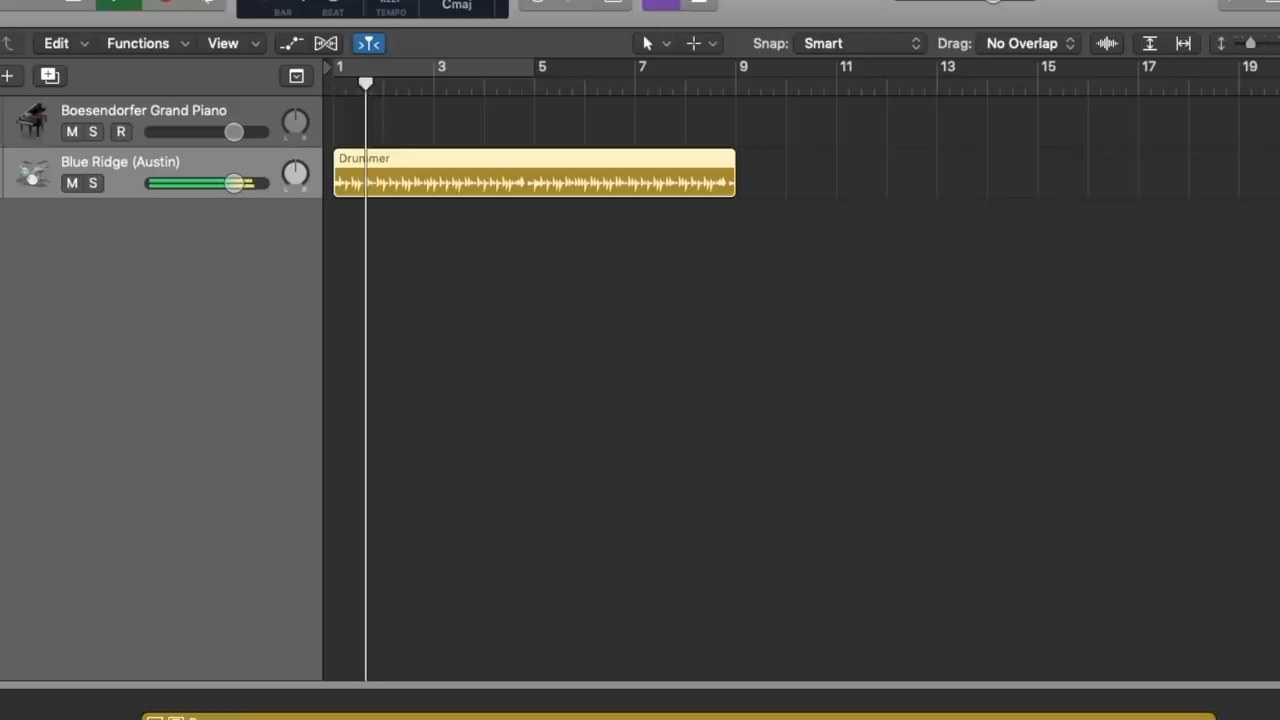 Cmaj
BAR BEAT TEMPO
Edit Functions View Snap: Smart Drag: No Overlap
1 3 5 7 9 11 13 15 17 19
Boesendorfer Grand Piano
M S R
L R
Drummer
Blue Ridge (Austin)
M S
L R